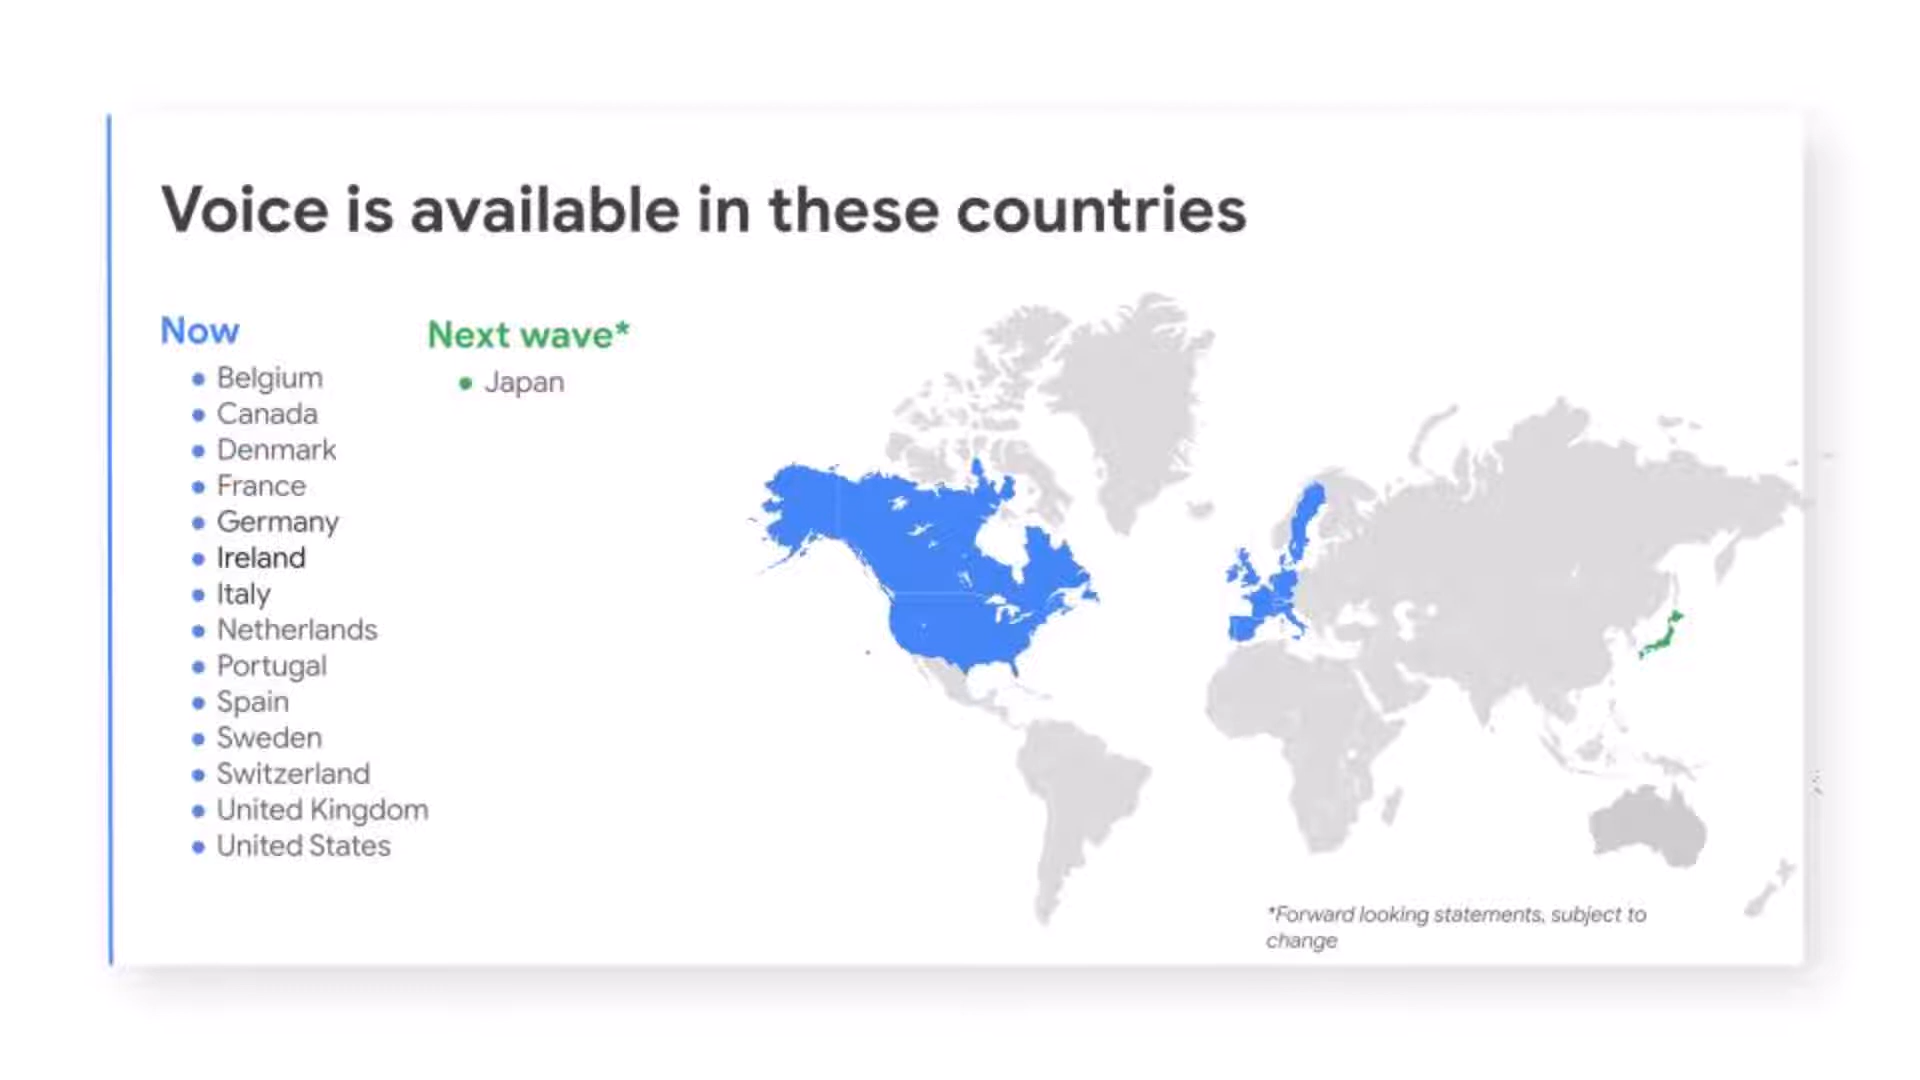 Voice is available in these countries
Now
Belgium
Canada
Denmark
France
Germany
Ireland
Italy
Netherlands
Portugal
Spain
Sweden
Switzerland
United Kingdom
United States
Next wave*
Japan
*Forward looking statements, subject to
change